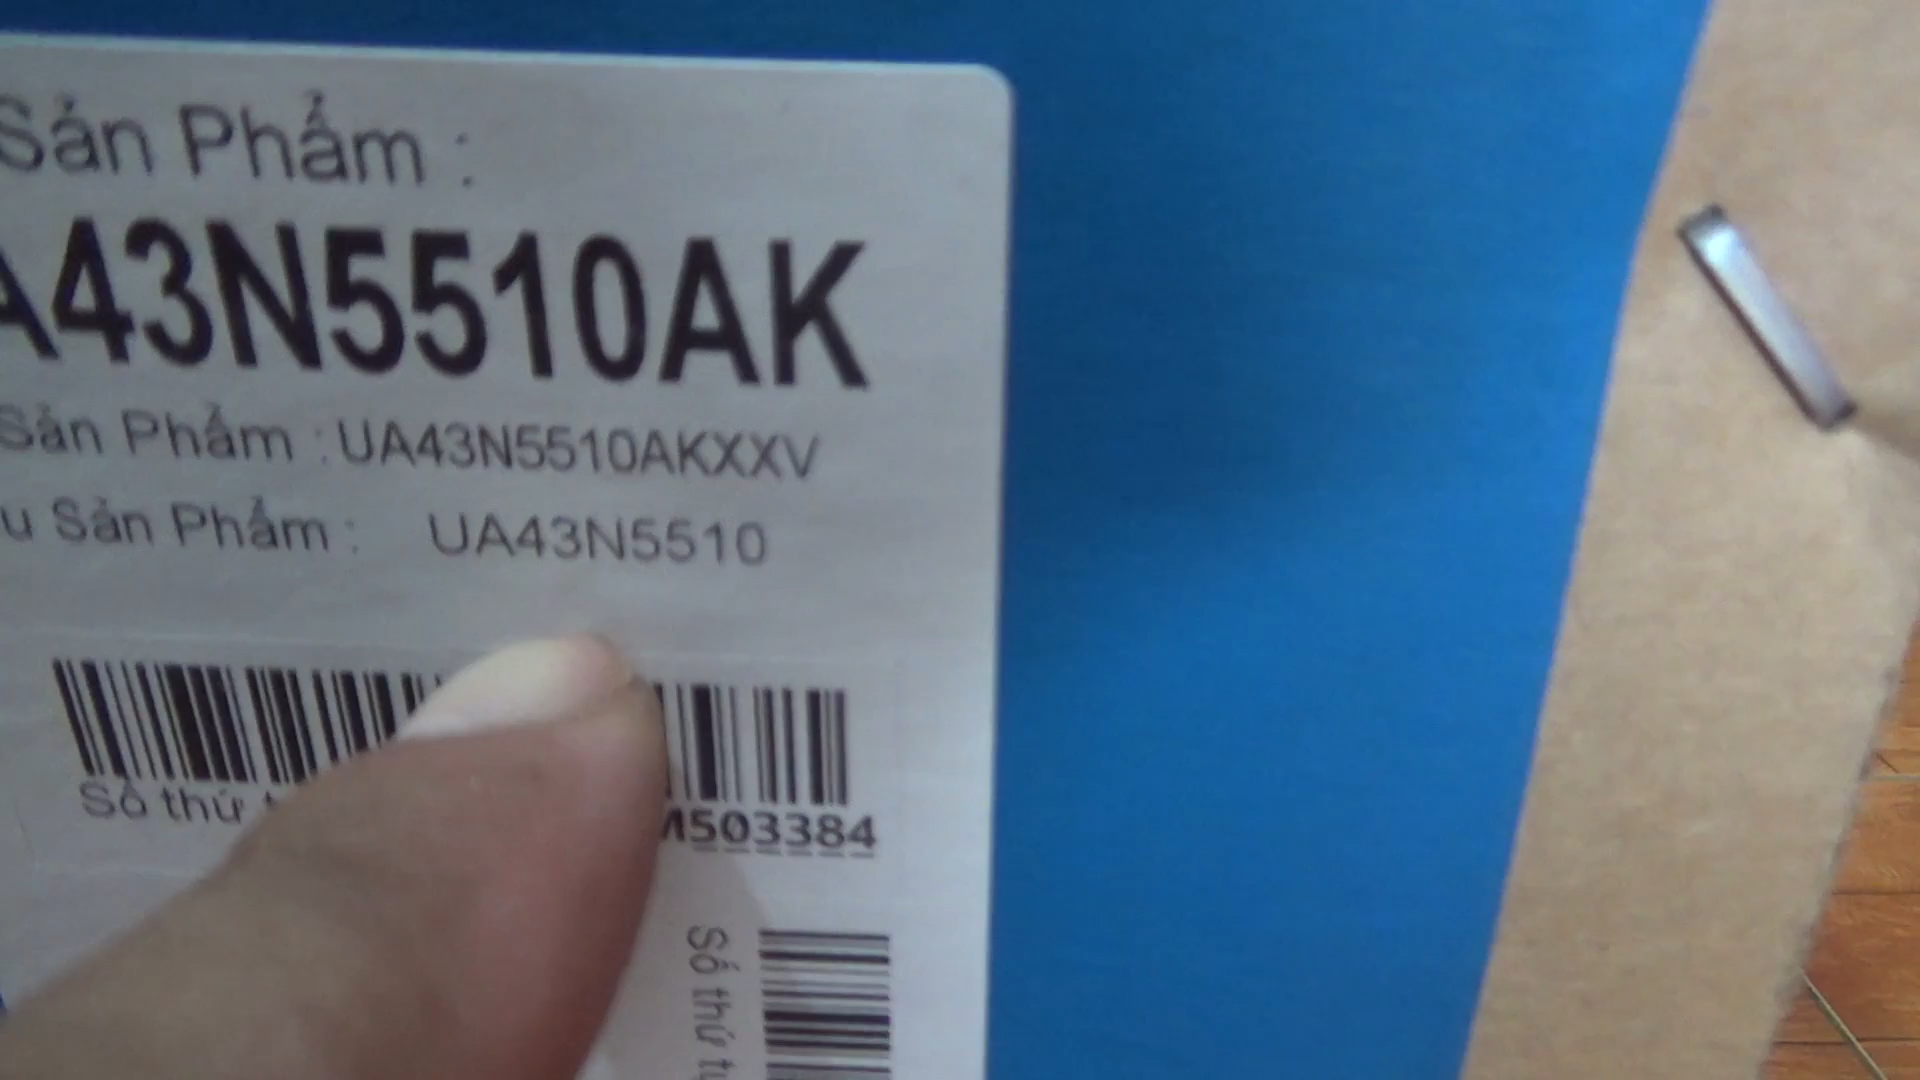 Sản Phẩm :
A43N5510AK
Sản Phẩm :UA43N5510AKXXV
u Sản Phẩm : UA43N5510
Số thứ M503384
Số thứ tự